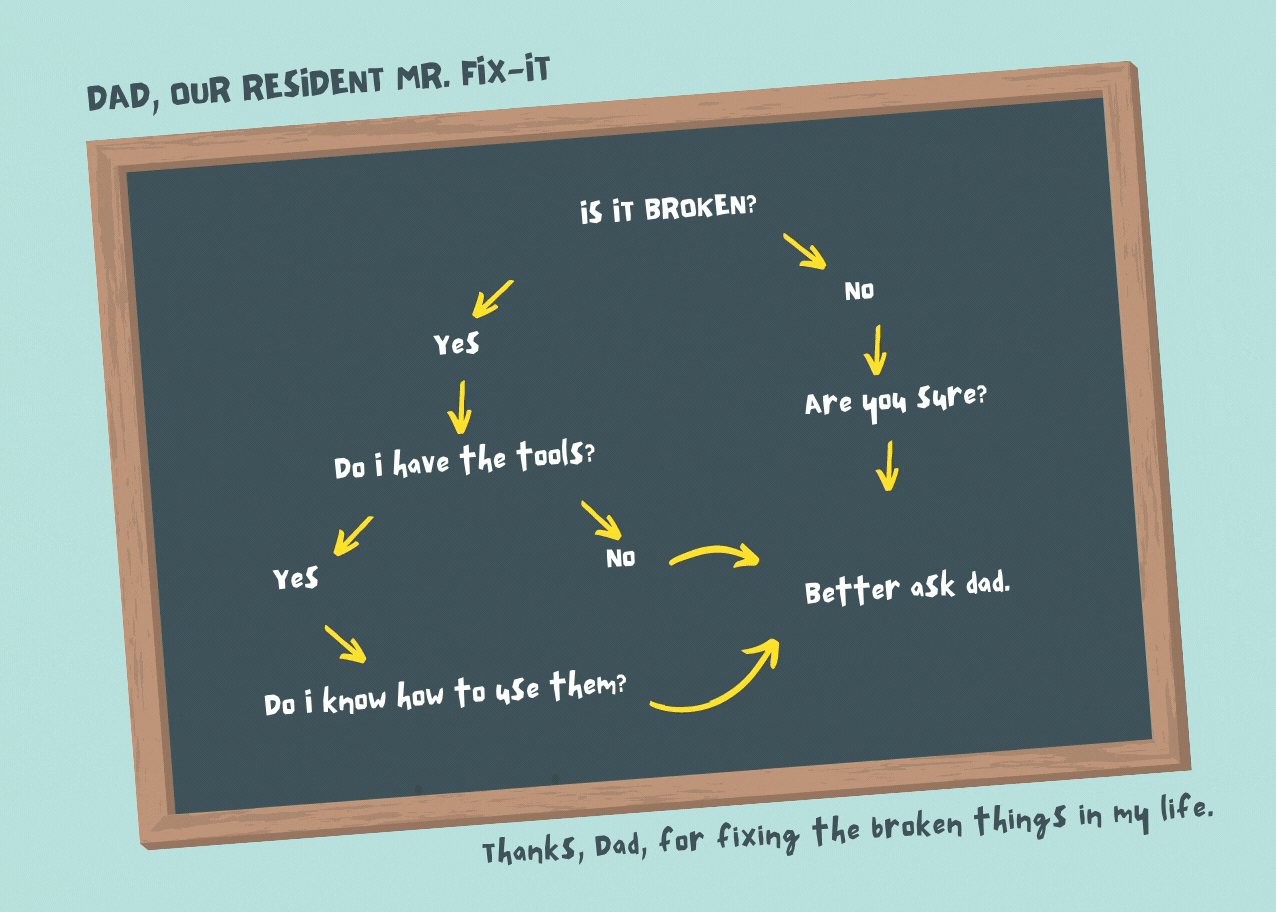 DAD, OUR RESiDENT MR. FiX-iT
iS iT BROKEN?
No
Yes
Are you sure?
Do i have the tools?
No
Yes
Better ask dad.
Do i know how to use them?
Thanks, Dad, for fixing the broken things in my life.